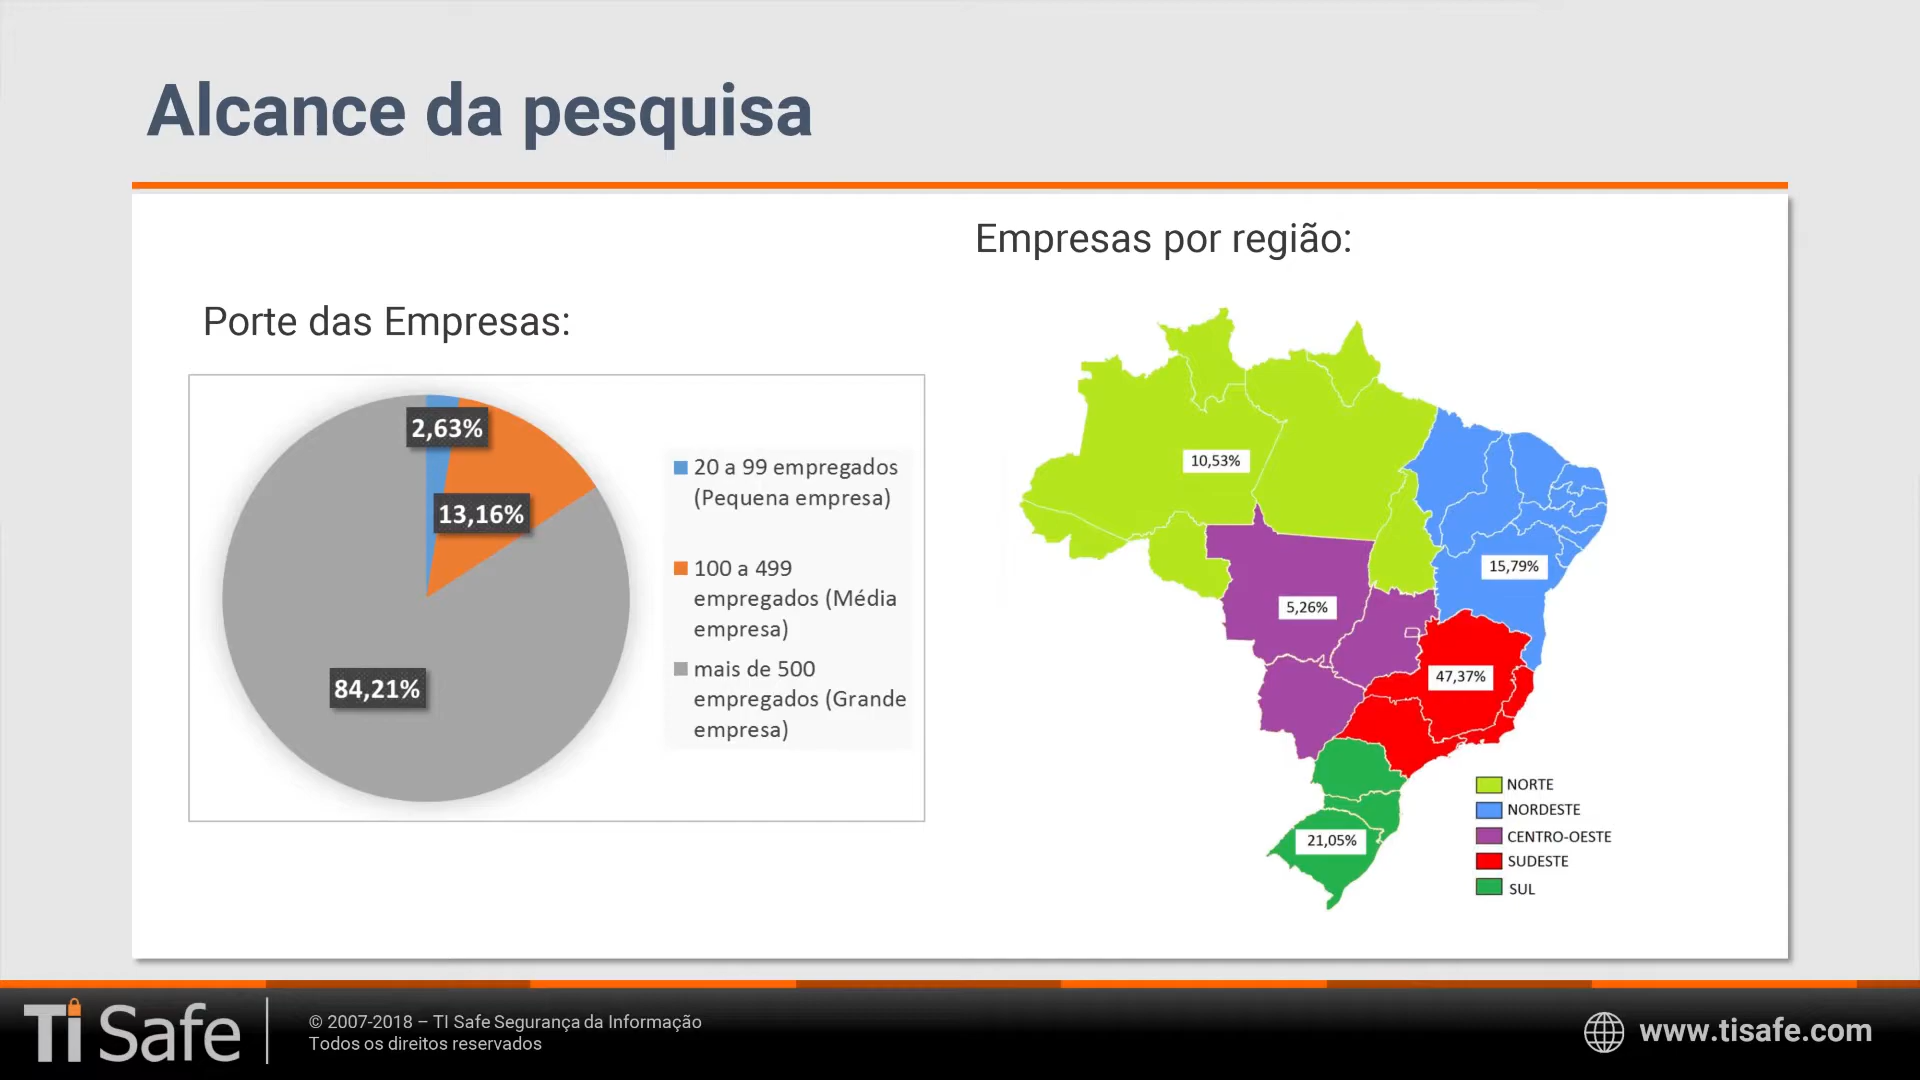 Alcance da pesquisa
Porte das Empresas:
2,63%
13,16%
84,21%
20 a 99 empregados
(Pequena empresa)
100 a 499
empregados (Média
empresa)
mais de 500
empregados (Grande
empresa)
Empresas por região:
10,53%
15,79%
5,26%
47,37%
21,05%
NORTE
NORDESTE
CENTRO-OESTE
SUDESTE
SUL
Ti Safe
© 2007-2018 – TI Safe Segurança da Informação
Todos os direitos reservados
www.tisafe.com